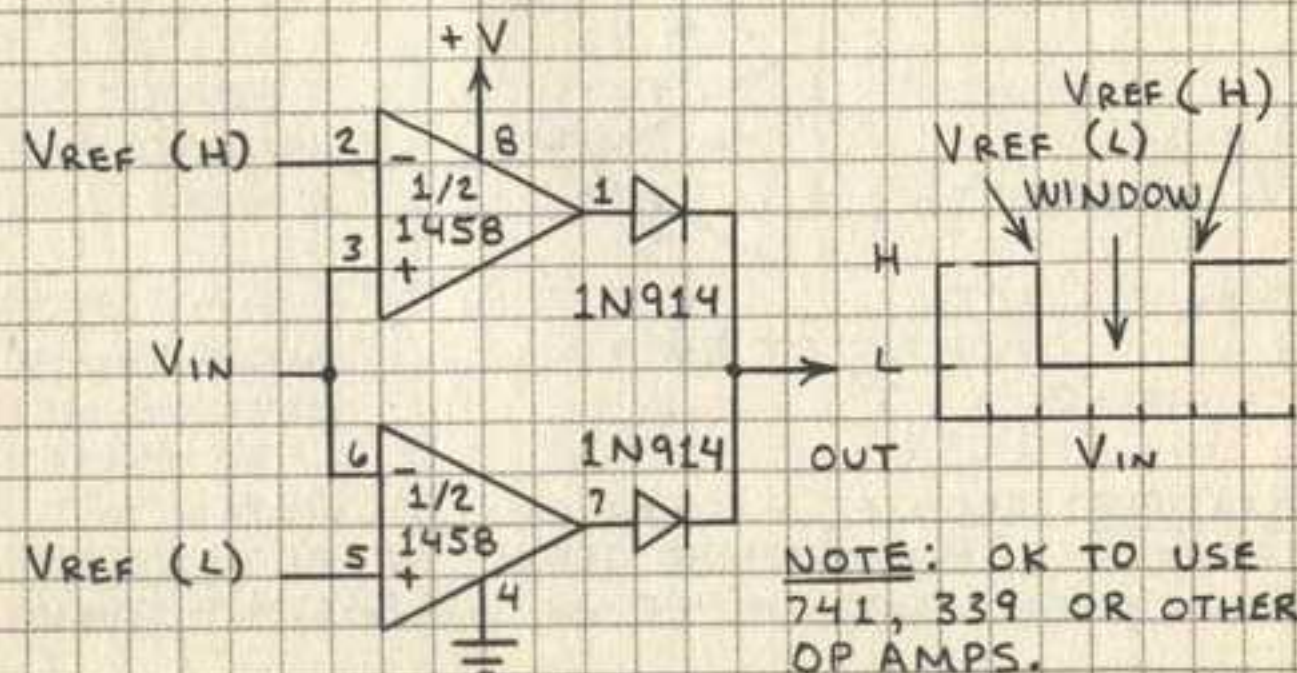 + V
VREF (H)
2
-
8
1/2
1458
1
3
+
1N914
VIN
6
-
1/2
1458
7
1N914
VREF (L)
5
+
4
OUT
VREF (H)
VREF (L)
WINDOW
H
L
VIN
NOTE: OK TO USE
741, 339 OR OTHER
OP AMPS.